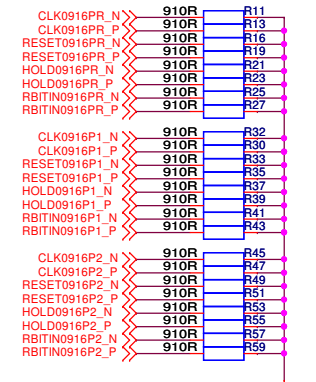 CLK0916PR_N 910R R11
CLK0916PR_P 910R R13
RESET0916PR_N 910R R16
RESET0916PR_P 910R R19
HOLD0916PR_N 910R R21
HOLD0916PR_P 910R R23
RBITIN0916PR_N 910R R25
RBITIN0916PR_P 910R R27
CLK0916P1_N 910R R32
CLK0916P1_P 910R R30
RESET0916P1_N 910R R33
RESET0916P1_P 910R R35
HOLD0916P1_N 910R R37
HOLD0916P1_P 910R R39
RBITIN0916P1_N 910R R41
RBITIN0916P1_P 910R R43
CLK0916P2_N 910R R45
CLK0916P2_P 910R R47
RESET0916P2_N 910R R49
RESET0916P2_P 910R R51
HOLD0916P2_N 910R R53
HOLD0916P2_P 910R R55
RBITIN0916P2_N 910R R57
RBITIN0916P2_P 910R R59